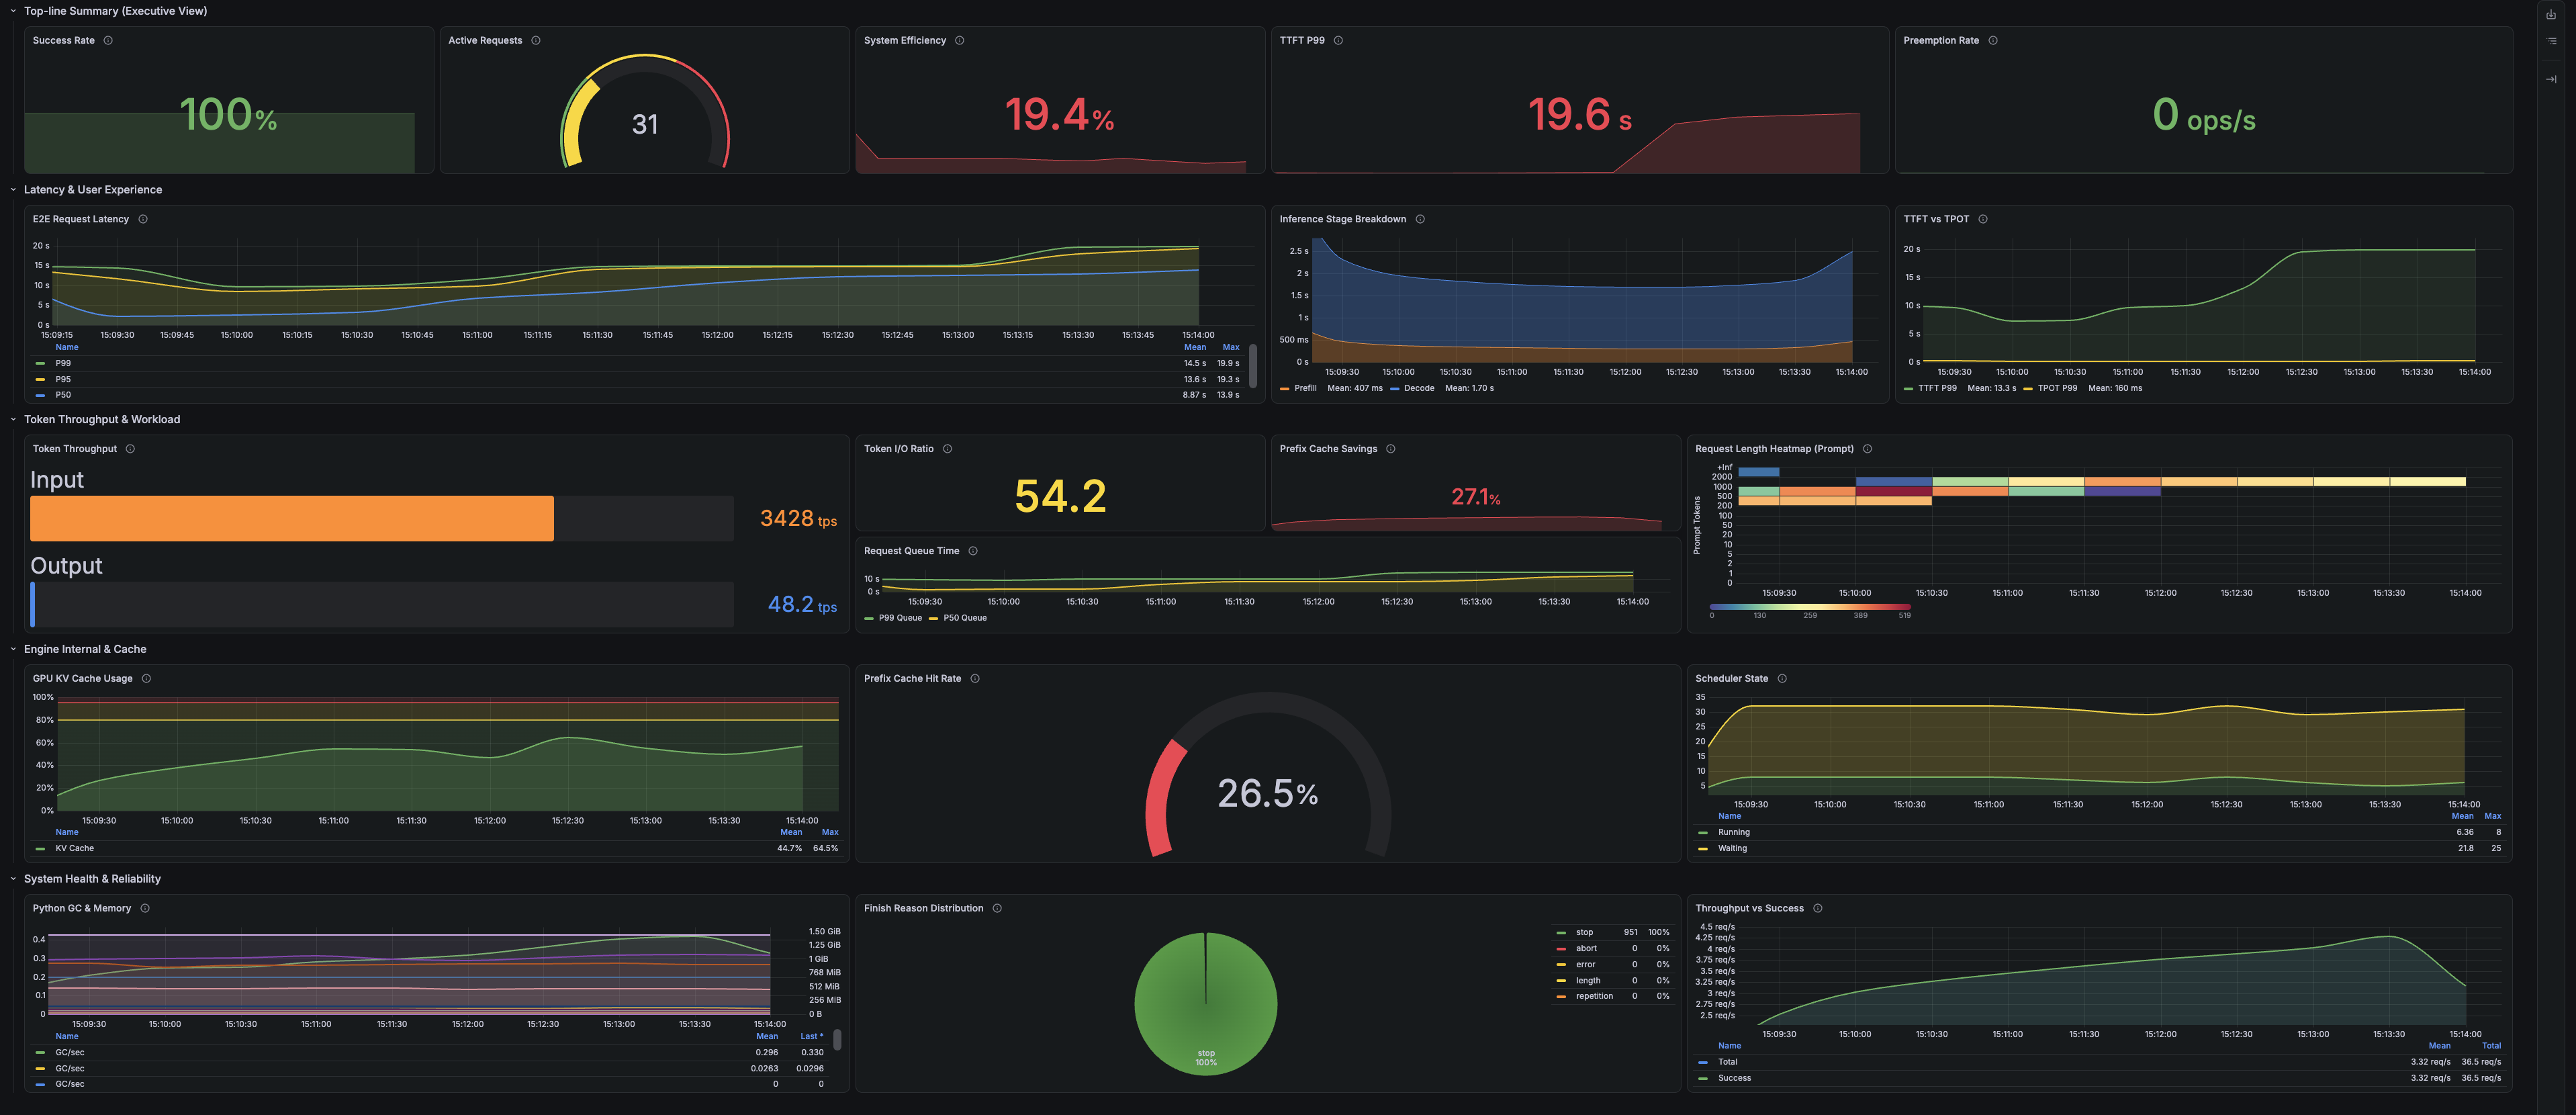 Top-line Summary (Executive View)
Success Rate
100%
Active Requests
31
System Efficiency
19.4%
TTFT P99
19.6 s
Preemption Rate
0 ops/s
Latency & User Experience
E2E Request Latency
20 s
15 s
10 s
5 s
0 s
15:09:15 15:09:30 15:09:45 15:10:00 15:10:15 15:10:30 15:10:45 15:11:00 15:11:15 15:11:30 15:11:45 15:12:00 15:12:15 15:12:30 15:12:45 15:13:00 15:13:15 15:13:30 15:13:45 15:14:00
Name Mean Max
P99 14.5 s 19.9 s
P95 13.6 s 19.3 s
P50 8.87 s 13.9 s
Inference Stage Breakdown
2.5 s
2 s
1.5 s
1 s
500 ms
0 s
15:09:30 15:10:00 15:10:30 15:11:00 15:11:30 15:12:00 15:12:30 15:13:00 15:13:30 15:14:00
Prefill Mean: 407 ms Decode Mean: 1.70 s
TTFT vs TPOT
20 s
15 s
10 s
5 s
0 s
15:09:30 15:10:00 15:10:30 15:11:00 15:11:30 15:12:00 15:12:30 15:13:00 15:13:30 15:14:00
TTFT P99 Mean: 13.3 s TPOT P99 Mean: 160 ms
Token Throughput & Workload
Token Throughput
Input
3428 tps
Output
48.2 tps
Token I/O Ratio
54.2
Prefix Cache Savings
27.1%
Request Queue Time
10 s
0 s
15:09:30 15:10:00 15:10:30 15:11:00 15:11:30 15:12:00 15:12:30 15:13:00 15:13:30 15:14:00
P99 Queue P50 Queue
Request Length Heatmap (Prompt)
Prompt Tokens
+Inf
2000
1000
500
200
100
50
20
10
5
2
1
0
15:09:30 15:10:00 15:10:30 15:11:00 15:11:30 15:12:00 15:12:30 15:13:00 15:13:30 15:14:00
0 130 259 389 519
Engine Internal & Cache
GPU KV Cache Usage
100%
80%
60%
40%
20%
0%
15:09:30 15:10:00 15:10:30 15:11:00 15:11:30 15:12:00 15:12:30 15:13:00 15:13:30 15:14:00
Name Mean Max
KV Cache 44.7% 64.5%
Prefix Cache Hit Rate
26.5%
Scheduler State
35
30
25
20
15
10
5
15:09:30 15:10:00 15:10:30 15:11:00 15:11:30 15:12:00 15:12:30 15:13:00 15:13:30 15:14:00
Name Mean Max
Running 6.36 8
Waiting 21.8 25
System Health & Reliability
Python GC & Memory
0.4
0.3
0.2
0.1
0
1.50 GiB
1.25 GiB
1 GiB
768 MiB
512 MiB
256 MiB
0 B
15:09:30 15:10:00 15:10:30 15:11:00 15:11:30 15:12:00 15:12:30 15:13:00 15:13:30 15:14:00
Name Mean Last *
GC/sec 0.296 0.330
GC/sec 0.0263 0.0296
GC/sec 0 0
Finish Reason Distribution
stop
100%
stop 951 100%
abort 0 0%
error 0 0%
length 0 0%
repetition 0 0%
Throughput vs Success
4.5 req/s
4.25 req/s
4 req/s
3.75 req/s
3.5 req/s
3.25 req/s
3 req/s
2.75 req/s
2.5 req/s
15:09:30 15:10:00 15:10:30 15:11:00 15:11:30 15:12:00 15:12:30 15:13:00 15:13:30 15:14:00
Name Mean Total
Total 3.32 req/s 36.5 req/s
Success 3.32 req/s 36.5 req/s